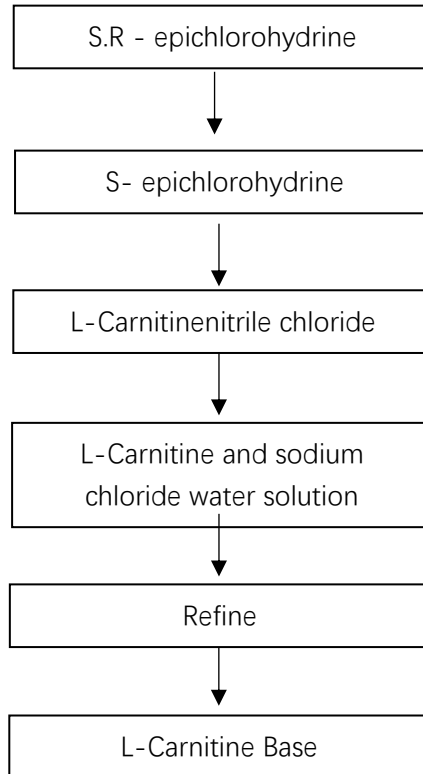 S.R - epichlorohydrine
S- epichlorohydrine
L-Carnitinenitrile chloride
L-Carnitine and sodium
chloride water solution
Refine
L-Carnitine Base